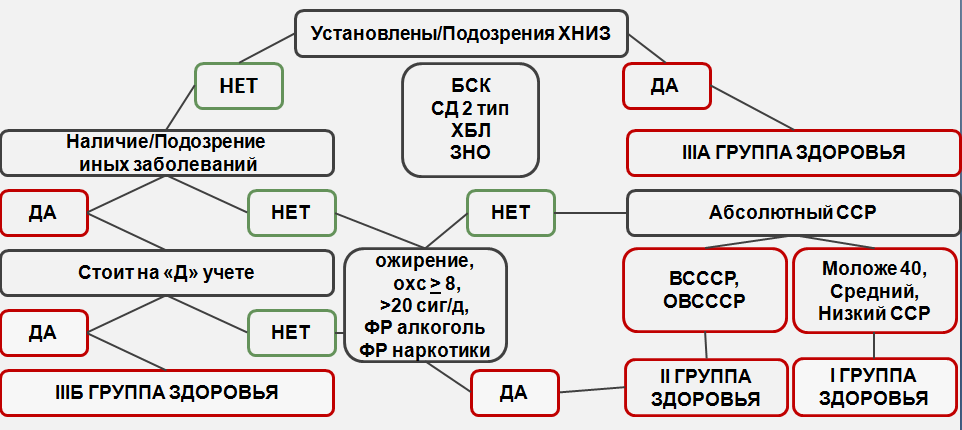 Установлены/Подозрения ХНИЗ
НЕТ
БСК
СД 2 тип
ХБЛ
ЗНО
ДА
Наличие/Подозрение
иных заболеваний
IIIА ГРУППА ЗДОРОВЬЯ
ДА
НЕТ
НЕТ
Абсолютный ССР
Стоит на «Д» учете
ожирение,
охс ≥ 8,
>20 сиг/д,
ФР алкоголь
ФР наркотики
ВСССР,
ОВСССР
Моложе 40,
Средний,
Низкий ССР
ДА
НЕТ
IIIБ ГРУППА ЗДОРОВЬЯ
ДА
II ГРУППА
ЗДОРОВЬЯ
I ГРУППА
ЗДОРОВЬЯ